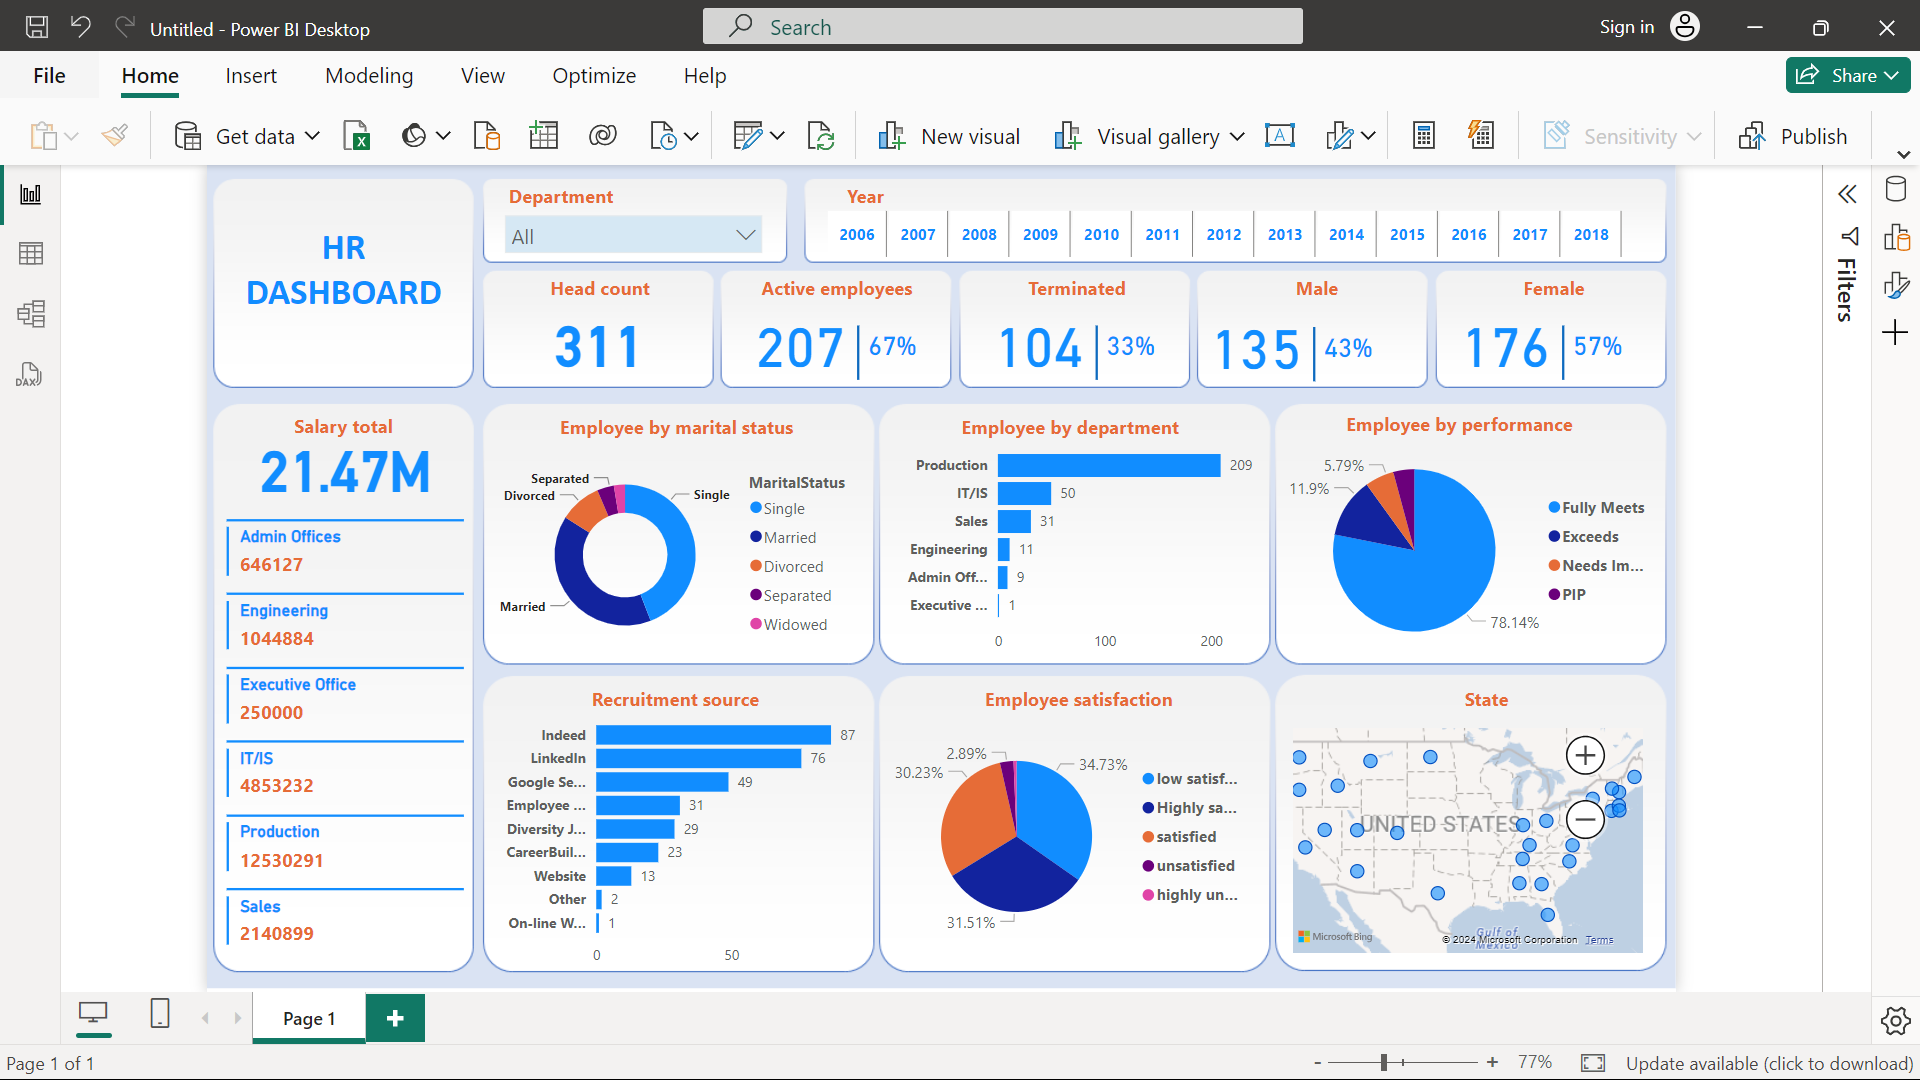 Untitled - Power BI Desktop
Search
Sign in
File
Home
Insert
Modeling
View
Optimize
Help
Share
Get data
New visual
Visual gallery
Sensitivity
Publish
DAX
HR
DASHBOARD
Department
All
Year
2006 2007 2008 2009 2010 2011 2012 2013 2014 2015 2016 2017 2018
Head count
311
Active employees
207 67%
Terminated
104 33%
Male
135 43%
Female
176 57%
Filters
Salary total
21.47M
Admin Offices
646127
Engineering
1044884
Executive Office
250000
IT/IS
4853232
Production
12530291
Sales
2140899
Employee by marital status
Separated
Divorced
Single
Married
MaritalStatus
Single
Married
Divorced
Separated
Widowed
Employee by department
Production 209
IT/IS 50
Sales 31
Engineering 11
Admin Off... 9
Executive ... 1
0 100 200
Employee by performance
5.79%
11.9%
78.14%
Fully Meets
Exceeds
Needs Im...
PIP
Recruitment source
Indeed 87
LinkedIn 76
Google Se... 49
Employee ... 31
Diversity J... 29
CareerBuil... 23
Website 13
Other 2
On-line W... 1
0 50
Employee satisfaction
2.89%
30.23%
34.73%
31.51%
low satisf...
Highly sa...
satisfied
unsatisfied
highly un...
State
UNITED STATES
Gulf of
Mexico
Microsoft Bing
© 2024 Microsoft Corporation Terms
Page 1
Page 1 of 1
77%
Update available (click to download)